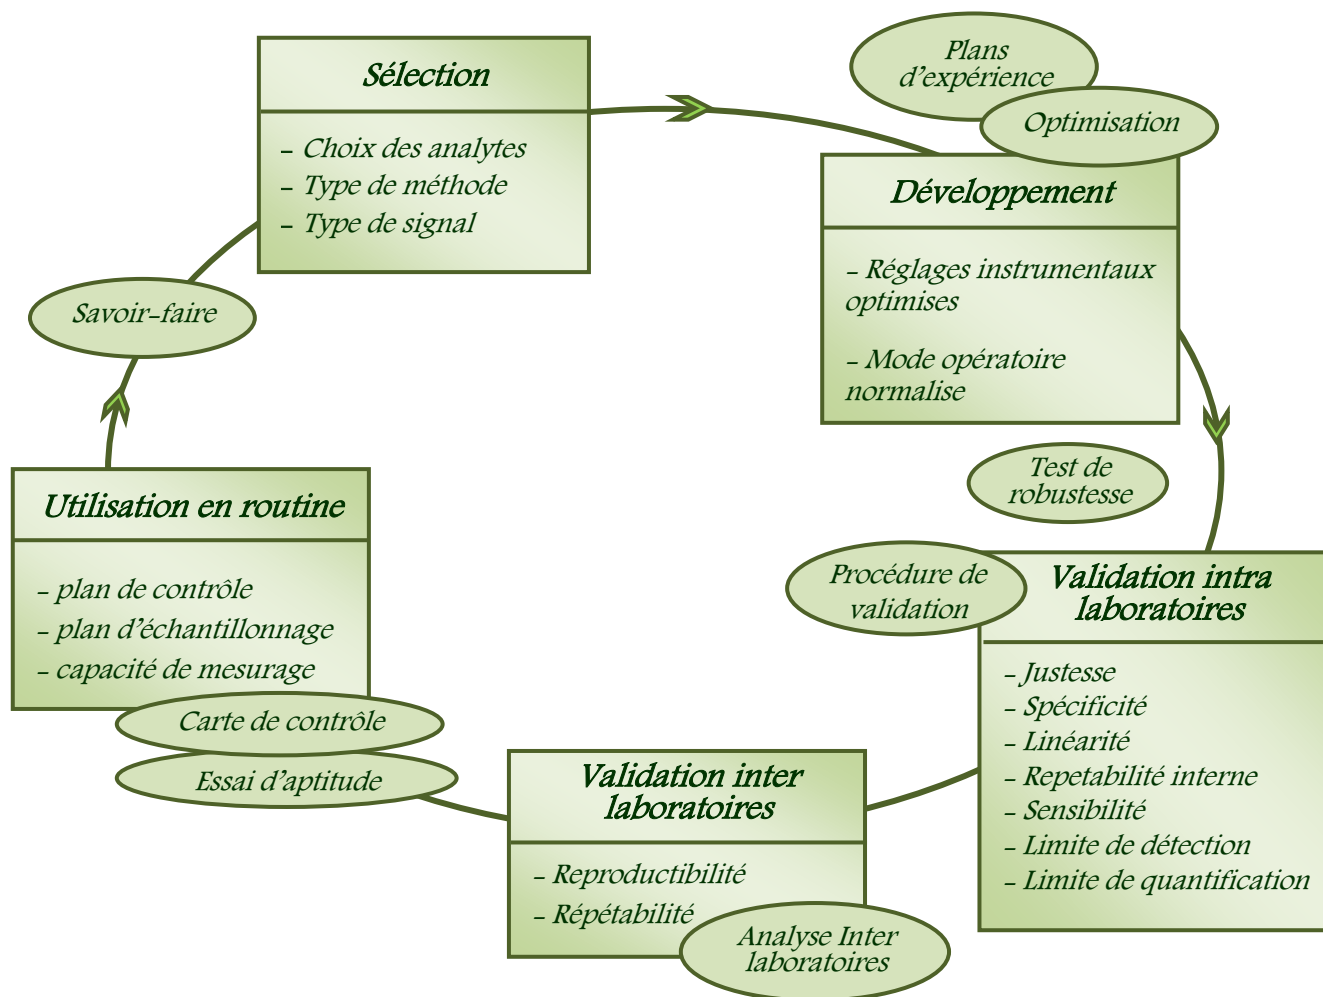 Sélection
- Choix des analytes
- Type de méthode
- Type de signal
Plans
d'expérience
Optimisation
Développement
- Réglages instrumentaux
optimises
- Mode opératoire
normalise
Savoir-faire
Test de
robustesse
Utilisation en routine
- plan de contrôle
- plan d'échantillonnage
- capacité de mesurage
Carte de contrôle
Essai d'aptitude
Procédure de
validation
Validation intra
laboratoires
- Justesse
- Spécificité
- Linéarité
- Repetabilité interne
- Sensibilité
- Limite de détection
- Limite de quantification
Validation inter
laboratoires
- Reproductibilité
- Répétabilité
Analyse Inter
laboratoires